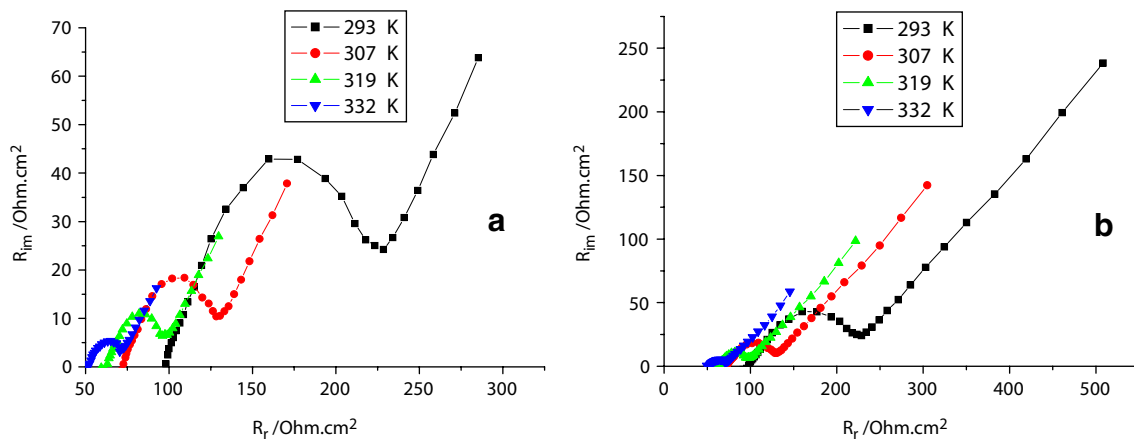 293 K
307 K
319 K
332 K
70
60
50
40
30
20
10
0
R_im /Ohm.cm²
a
50 100 150 200 250 300
R_r /Ohm.cm²
293 K
307 K
319 K
332 K
250
200
150
100
50
0
R_im /Ohm.cm²
b
0 100 200 300 400 500
R_r /Ohm.cm²